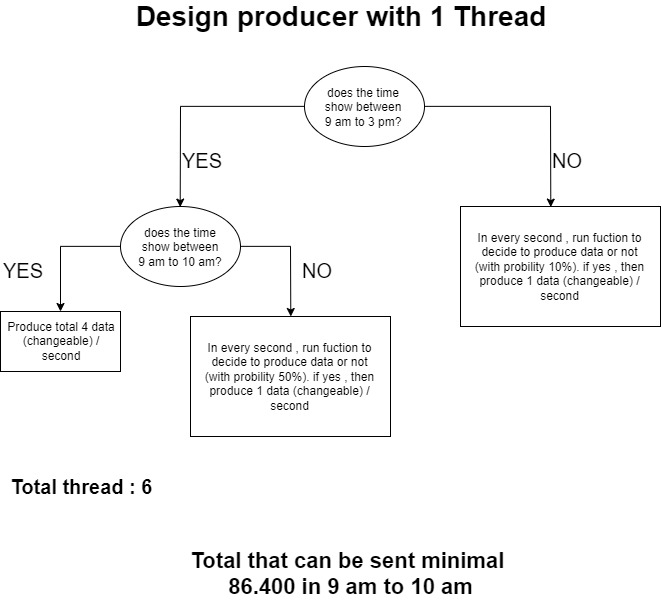 Design producer with 1 Thread
does the time
show between
9 am to 3 pm?
YES
NO
does the time
show between
9 am to 10 am?
In every second , run fuction to
decide to produce data or not
(with probility 10%). if yes , then
produce 1 data (changeable) /
second
YES
NO
Produce total 4 data
(changeable) /
second
In every second , run fuction to
decide to produce data or not
(with probility 50%). if yes , then
produce 1 data (changeable) /
second
Total thread : 6
Total that can be sent minimal
86.400 in 9 am to 10 am